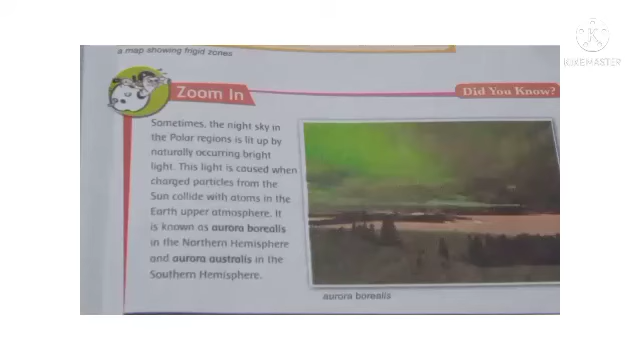 a map showing frigid zones
KINEMASTER
Zoom In
Did You Know?
Sometimes, the night sky in
the Polar regions is lit up by
naturally occurring bright
light. This light is caused when
charged particles from the
Sun collide with atoms in the
Earth upper atmosphere. It
is known as aurora borealis
in the Northern Hemisphere
and aurora australis in the
Southern Hemisphere.
aurora borealis